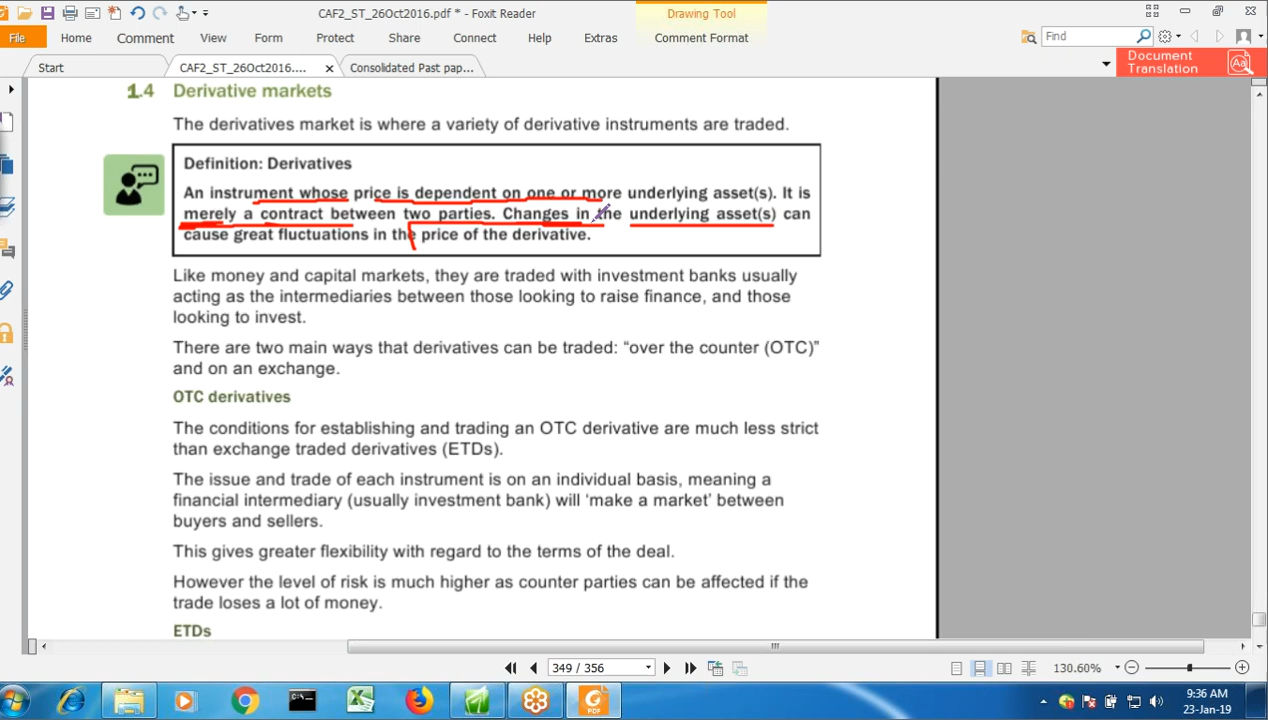 CAF2_ST_26Oct2016.pdf * - Foxit Reader
Drawing Tool
File Home Comment View Form Protect Share Connect Help Extras Comment Format
Find
Start CAF2_ST_26Oct2016.... Consolidated Past pap...
Document
Translation
1.4 Derivative markets
The derivatives market is where a variety of derivative instruments are traded.
Definition: Derivatives
An instrument whose price is dependent on one or more underlying asset(s). It is
merely a contract between two parties. Changes in the underlying asset(s) can
cause great fluctuations in the price of the derivative.
Like money and capital markets, they are traded with investment banks usually
acting as the intermediaries between those looking to raise finance, and those
looking to invest.
There are two main ways that derivatives can be traded: “over the counter (OTC)”
and on an exchange.
OTC derivatives
The conditions for establishing and trading an OTC derivative are much less strict
than exchange traded derivatives (ETDs).
The issue and trade of each instrument is on an individual basis, meaning a
financial intermediary (usually investment bank) will ‘make a market’ between
buyers and sellers.
This gives greater flexibility with regard to the terms of the deal.
However the level of risk is much higher as counter parties can be affected if the
trade loses a lot of money.
ETDs
349 / 356
130.60%
9:36 AM
23-Jan-19